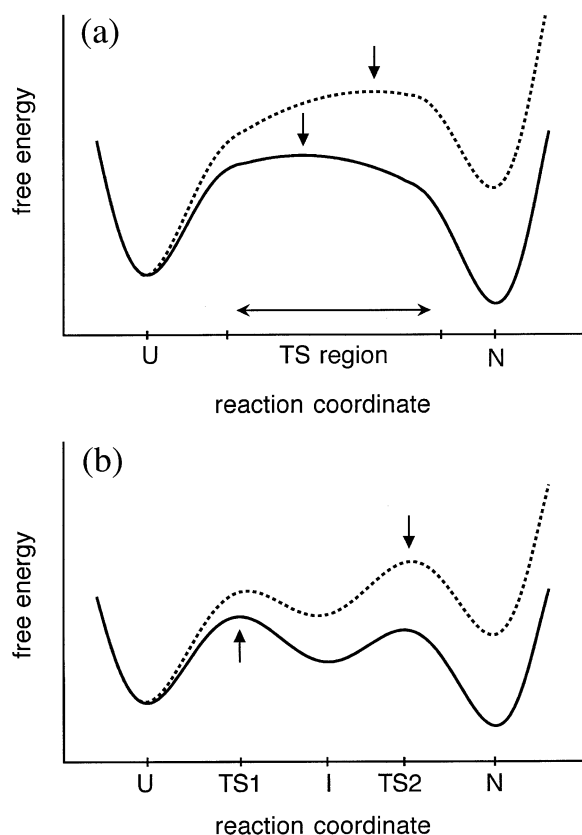 (a)
free energy
U
TS region
N
reaction coordinate
(b)
free energy
U
TS1
I
TS2
N
reaction coordinate